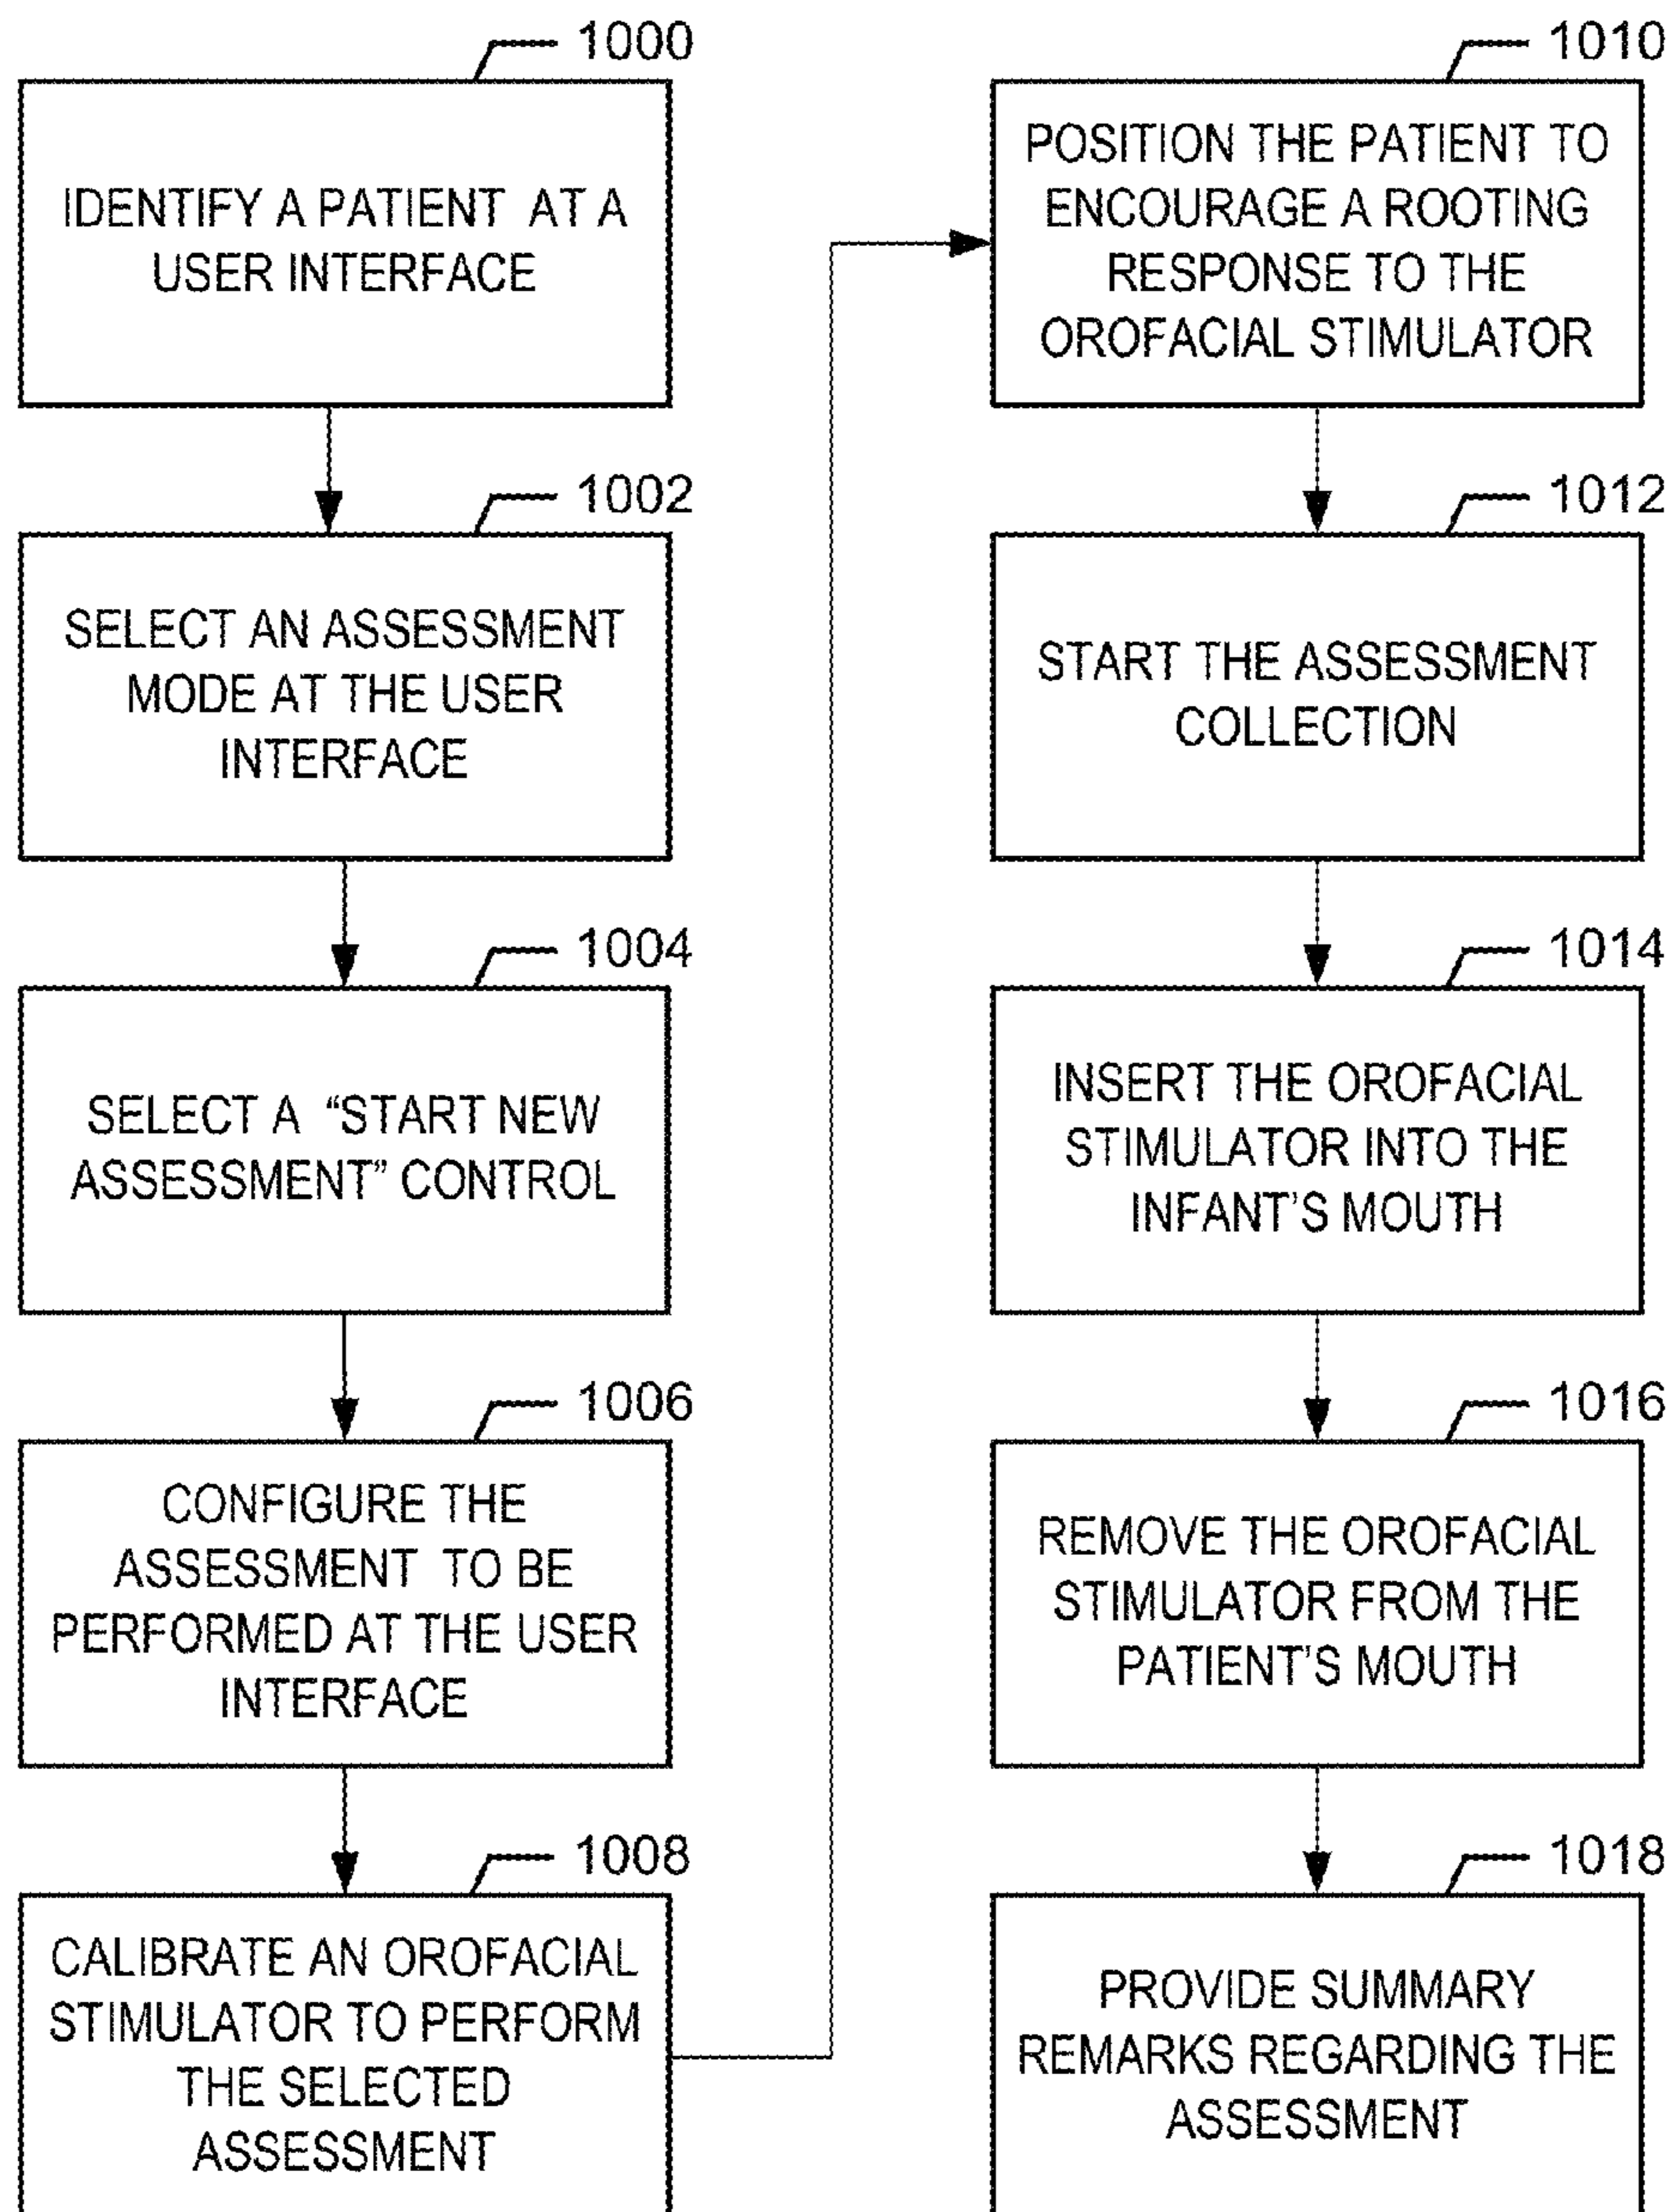 1000
IDENTIFY A PATIENT AT A
USER INTERFACE
1002
SELECT AN ASSESSMENT
MODE AT THE USER
INTERFACE
1004
SELECT A “START NEW
ASSESSMENT” CONTROL
1006
CONFIGURE THE
ASSESSMENT TO BE
PERFORMED AT THE USER
INTERFACE
1008
CALIBRATE AN OROFACIAL
STIMULATOR TO PERFORM
THE SELECTED
ASSESSMENT
1010
POSITION THE PATIENT TO
ENCOURAGE A ROOTING
RESPONSE TO THE
OROFACIAL STIMULATOR
1012
START THE ASSESSMENT
COLLECTION
1014
INSERT THE OROFACIAL
STIMULATOR INTO THE
INFANT’S MOUTH
1016
REMOVE THE OROFACIAL
STIMULATOR FROM THE
PATIENT’S MOUTH
1018
PROVIDE SUMMARY
REMARKS REGARDING THE
ASSESSMENT